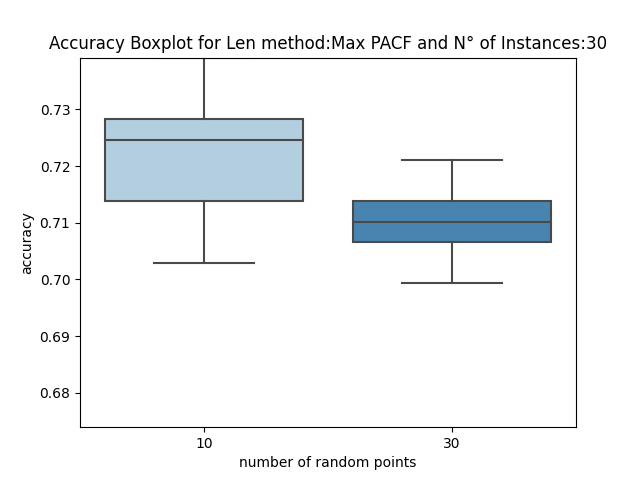 Accuracy Boxplot for Len method:Max PACF and N° of Instances:30
0.73
0.72
0.71
0.70
0.69
0.68
accuracy
10
30
number of random points